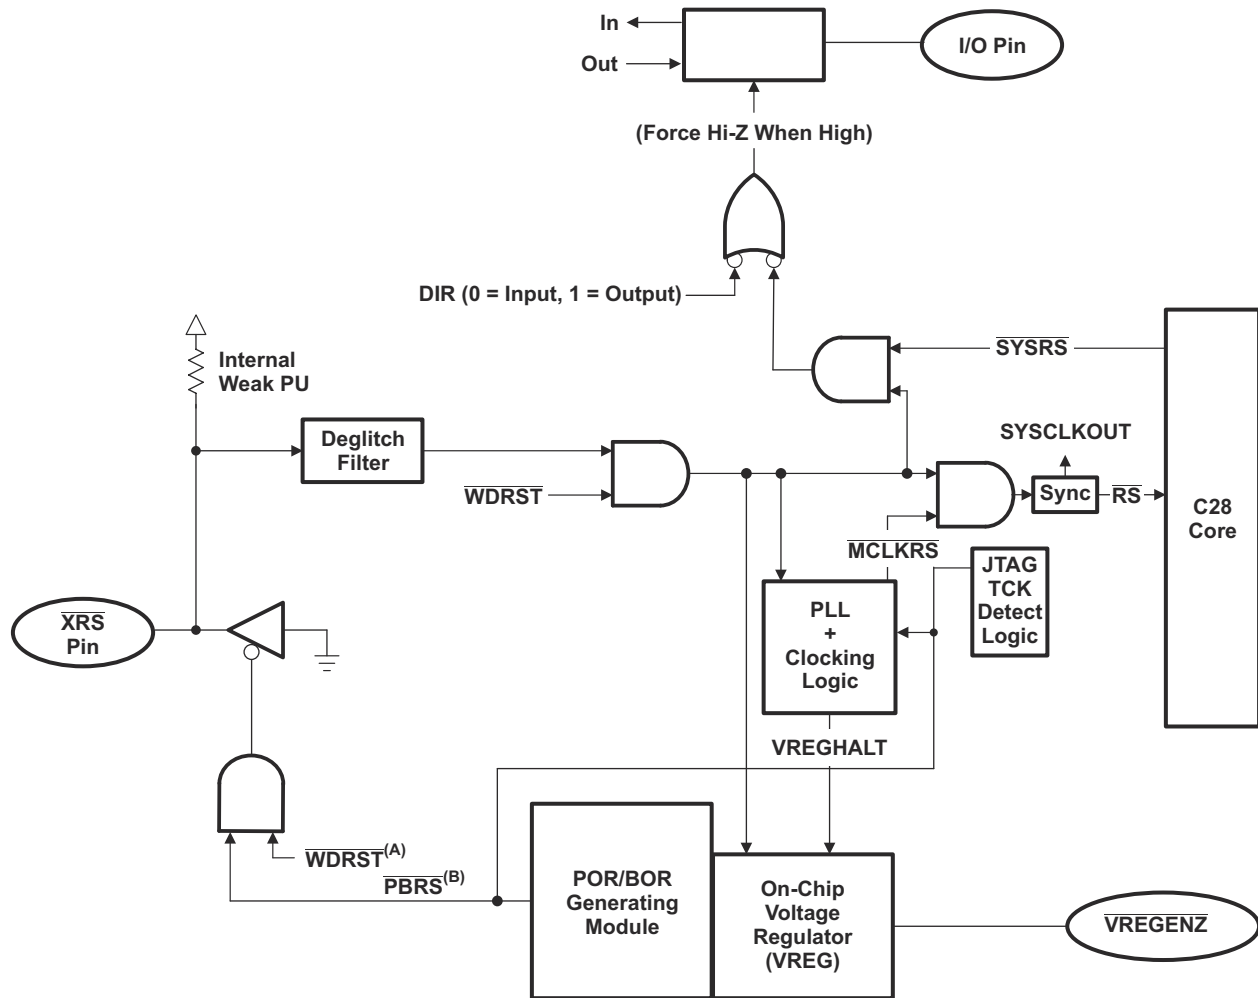 In
Out
I/O Pin
(Force Hi-Z When High)
DIR (0 = Input, 1 = Output)
Internal
Weak PU
SYSRS
Deglitch
Filter
SYSCLKOUT
WDRST
Sync
RS
C28
Core
MCLKRS
JTAG
TCK
Detect
Logic
XRS
Pin
PLL
+
Clocking
Logic
VREGHALT
WDRST(A)
PBRS(B)
POR/BOR
Generating
Module
On-Chip
Voltage
Regulator
(VREG)
VREGENZ